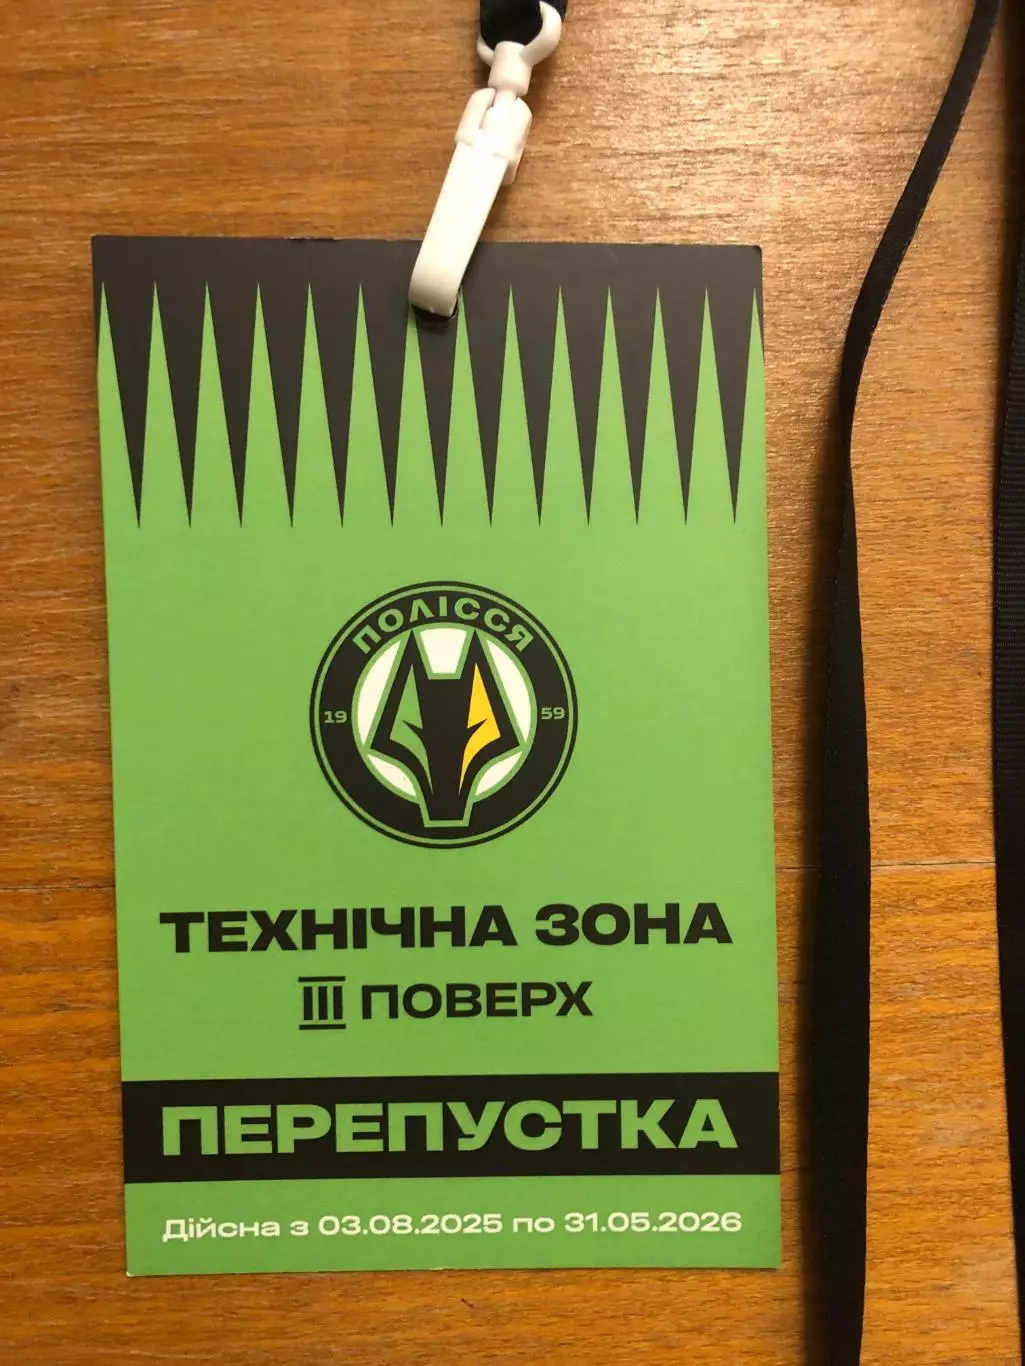 ПОЛІССЯ
19 59
ТЕХНІЧНА ЗОНА
III ПОВЕРХ
ПЕРЕПУСТКА
Дійсна з 03.08.2025 по 31.05.2026